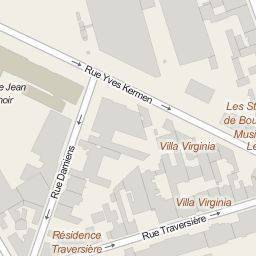 → Rue Yves Kermen →
e Jean
noir
Les St
de Bou
Musi
Le
Villa Virginia
Rue Damiens
Villa Virginia
Résidence
Traversière
Rue Traversière